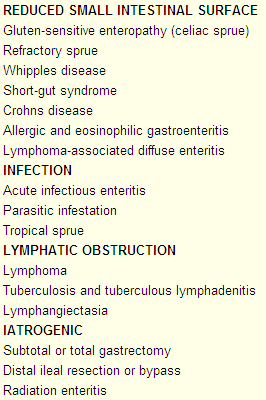 REDUCED SMALL INTESTINAL SURFACE
Gluten-sensitive enteropathy (celiac sprue)
Refractory sprue
Whipples disease
Short-gut syndrome
Crohns disease
Allergic and eosinophilic gastroenteritis
Lymphoma-associated diffuse enteritis
INFECTION
Acute infectious enteritis
Parasitic infestation
Tropical sprue
LYMPHATIC OBSTRUCTION
Lymphoma
Tuberculosis and tuberculous lymphadenitis
Lymphangiectasia
IATROGENIC
Subtotal or total gastrectomy
Distal ileal resection or bypass
Radiation enteritis